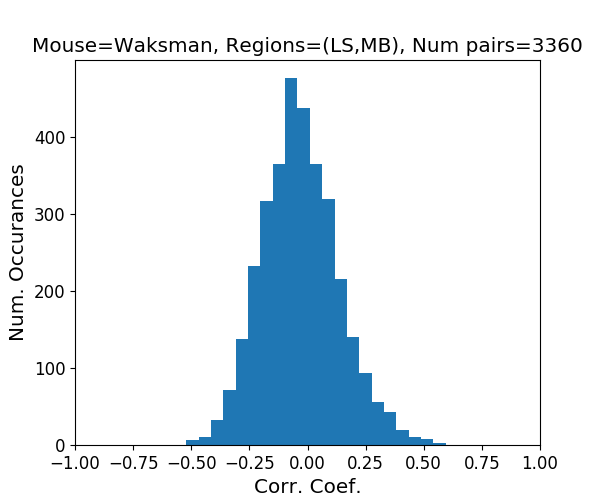 Mouse=Waksman, Regions=(LS,MB), Num pairs=3360
Num. Occurances
400
300
200
100
0
−1.00 −0.75 −0.50 −0.25 0.00 0.25 0.50 0.75 1.00
Corr. Coef.